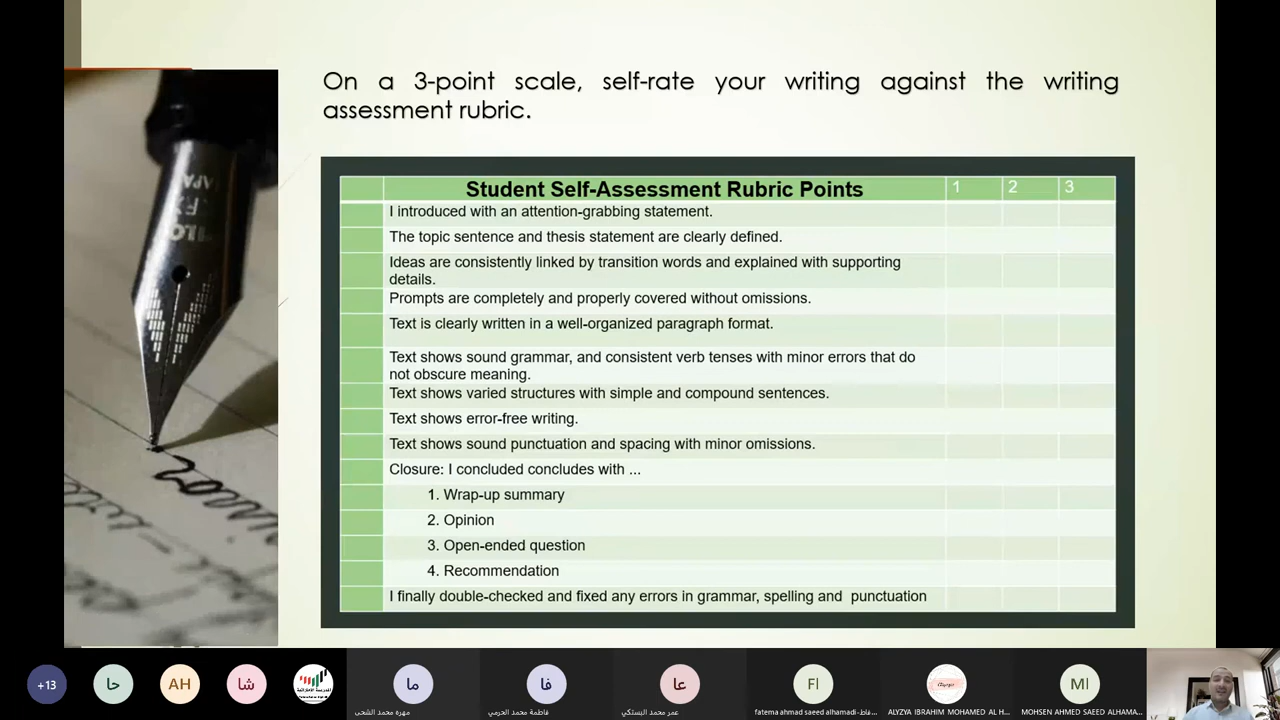 On a 3-point scale, self-rate your writing against the writing
assessment rubric.
Student Self-Assessment Rubric Points 1 2 3
I introduced with an attention-grabbing statement.
The topic sentence and thesis statement are clearly defined.
Ideas are consistently linked by transition words and explained with supporting
details.
Prompts are completely and properly covered without omissions.
Text is clearly written in a well-organized paragraph format.
Text shows sound grammar, and consistent verb tenses with minor errors that do
not obscure meaning.
Text shows varied structures with simple and compound sentences.
Text shows error-free writing.
Text shows sound punctuation and spacing with minor omissions.
Closure: I concluded concludes with ...
1. Wrap-up summary
2. Opinion
3. Open-ended question
4. Recommendation
I finally double-checked and fixed any errors in grammar, spelling and punctuation
+13
حا
AH
شا
ما
فا
عا
FI
MI
مهره محمد الشحي
فاطمة محمد الحرمي
عمر محمد البستكي
fatema ahmad saeed alhamadi-فاط...
ALYZYA IBRAHIM MOHAMED AL H...
MOHSEN AHMED SAEED ALHAMA...